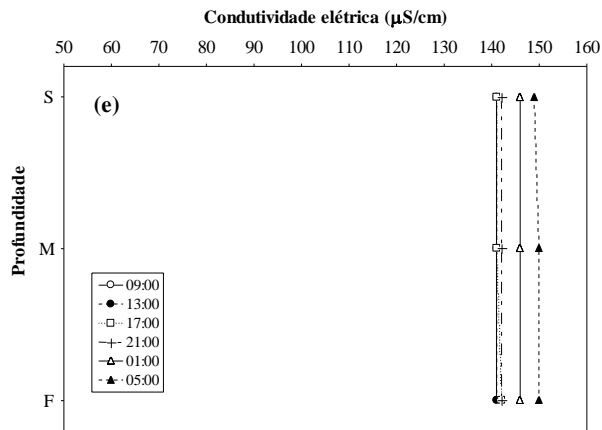 Condutividade elétrica (µS/cm)
50 60 70 80 90 100 110 120 130 140 150 160
S
(e)
Profundidade
M
09:00
13:00
17:00
21:00
01:00
05:00
F